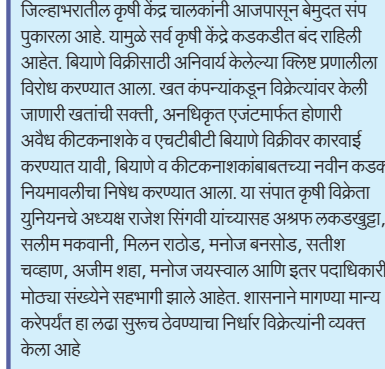 जिल्हाभरातील कृषी केंद्र चालकांनी आजपासून बेमुदत संप
पुकारला आहे. यामुळे सर्व कृषी केंद्रे कडकडीत बंद राहिली
आहेत. बियाणे विक्रीसाठी अनिवार्य केलेल्या क्लिष्ट प्रणालीला
विरोध करण्यात आला. खत कंपन्यांकडून विक्रेत्यांवर केली
जाणारी खतांची सक्ती, अनधिकृत एजंटमार्फत होणारी
अवैध कीटकनाशके व एचटीबीटी बियाणे विक्रीवर कारवाई
करण्यात यावी, बियाणे व कीटकनाशकांबाबतच्या नवीन कडक
नियमावलीचा निषेध करण्यात आला. या संपात कृषी विक्रेता
युनियनचे अध्यक्ष राजेश सिंगवी यांच्यासह अश्रफ लकडखुट्टा,
सलीम मकवानी, मिलन राठोड, मनोज बनसोड, सतीश
चव्हाण, अजीम शहा, मनोज जयस्वाल आणि इतर पदाधिकारी
मोठ्या संख्येने सहभागी झाले आहेत. शासनाने मागण्या मान्य
करेपर्यंत हा लढा सुरूच ठेवण्याचा निर्धार विक्रेत्यांनी व्यक्त
केला आहे